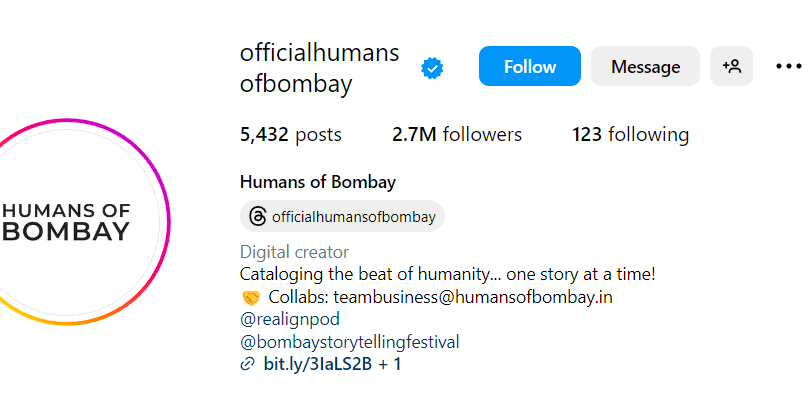 officialhumans
ofbombay
Follow
Message
5,432 posts
2.7M followers
123 following
HUMANS OF
BOMBAY
Humans of Bombay
officialhumansofbombay
Digital creator
Cataloging the beat of humanity... one story at a time!
🤝 Collabs: teambusiness@humansofbombay.in
@realignpod
@bombaystorytellingfestival
bit.ly/3IaLS2B + 1